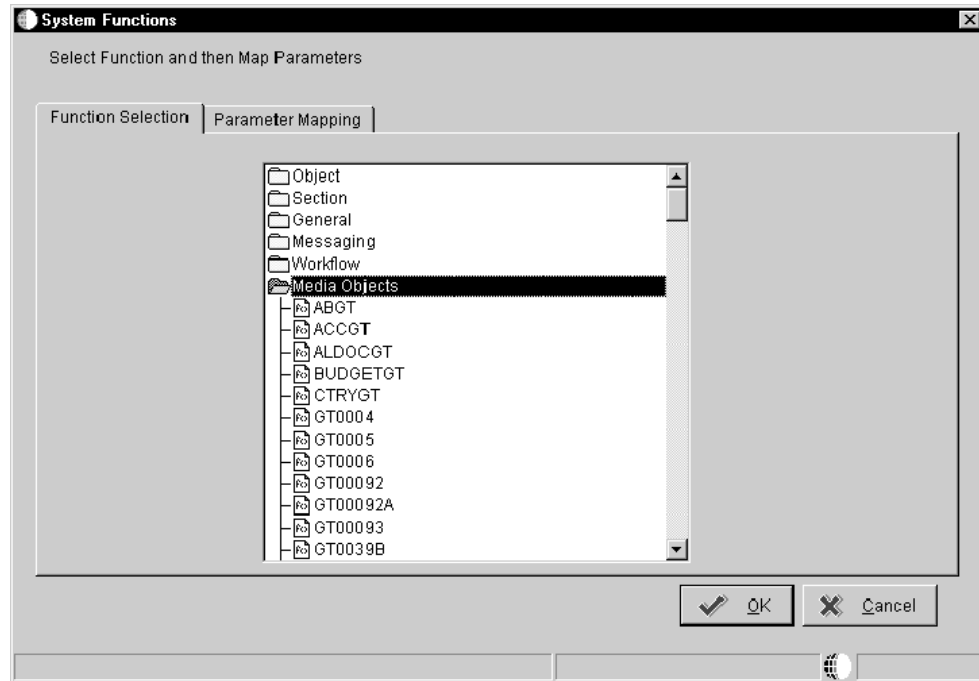 System Functions
Select Function and then Map Parameters
Function Selection
Parameter Mapping
Object
Section
General
Messaging
Workflow
Media Objects
ABGT
ACCGT
ALDOCGT
BUDGETGT
CTRYGT
GT0004
GT0005
GT0006
GT00092
GT00092A
GT00093
GT0039B
OK
Cancel